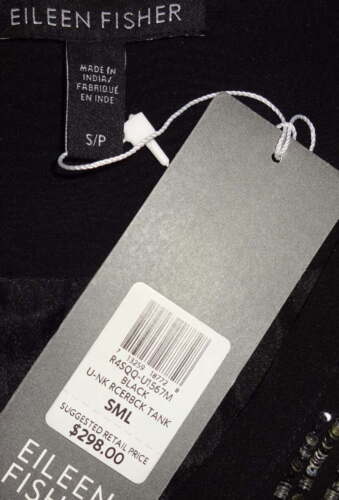 EILEEN FISHER
MADE IN
INDIA/
FABRIQUÉ
EN INDE
S/P
R4SQQ-U1567M
BLACK
U-NK RCERBCK TANK
SML
SUGGESTED RETAIL PRICE
$298.00
EILEEN
FISHER